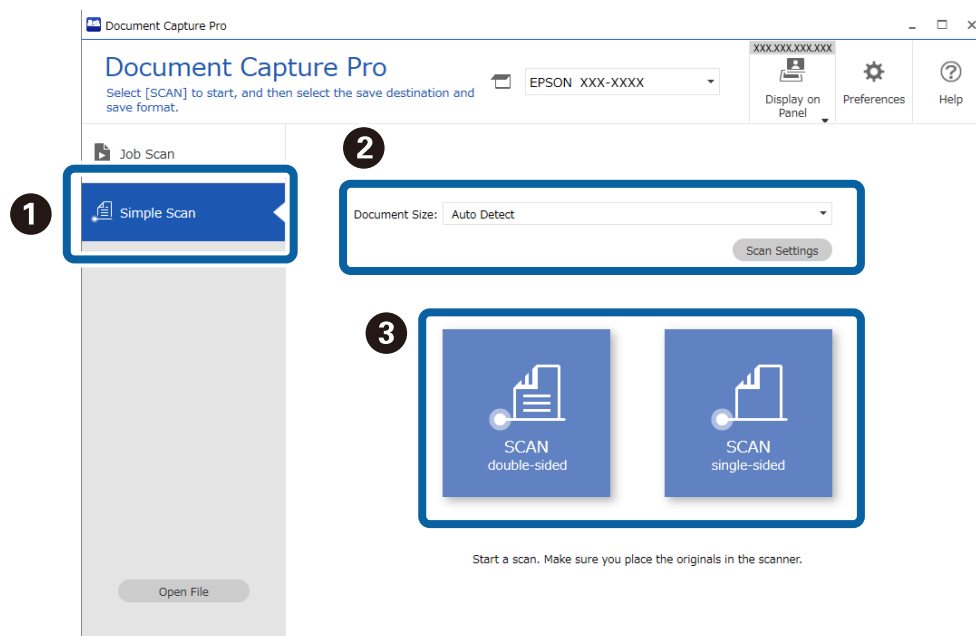 Document Capture Pro
Document Capture Pro
Select [SCAN] to start, and then select the save destination and
save format.
EPSON XXX-XXXX
XXX.XXX.XXX.XXX
Display on
Panel
Preferences
Help
Job Scan
1
Simple Scan
2
Document Size: Auto Detect
Scan Settings
3
SCAN
double-sided
SCAN
single-sided
Start a scan. Make sure you place the originals in the scanner.
Open File